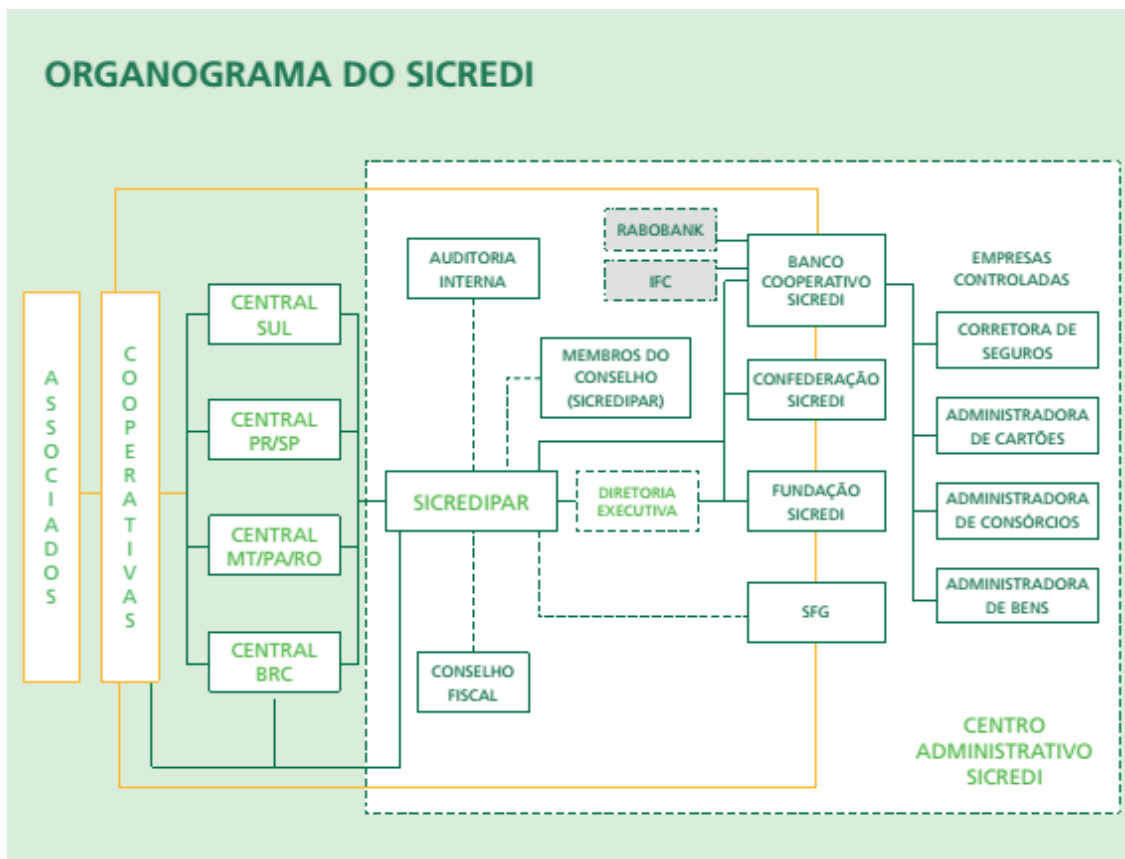 ORGANOGRAMA DO SICREDI
ASSOCIADOS
COOPERATIVAS
CENTRAL
SUL
CENTRAL
PR/SP
CENTRAL
MT/PA/RO
CENTRAL
BRC
AUDITORIA
INTERNA
MEMBROS DO
CONSELHO
(SICREDIPAR)
SICREDIPAR
DIRETORIA
EXECUTIVA
CONSELHO
FISCAL
RABOBANK
IFC
BANCO
COOPERATIVO
SICREDI
CONFEDERAÇÃO
SICREDI
FUNDAÇÃO
SICREDI
SFG
EMPRESAS
CONTROLADAS
CORRETORA DE
SEGUROS
ADMINISTRADORA
DE CARTÕES
ADMINISTRADORA
DE CONSÓRCIOS
ADMINISTRADORA
DE BENS
CENTRO
ADMINISTRATIVO
SICREDI